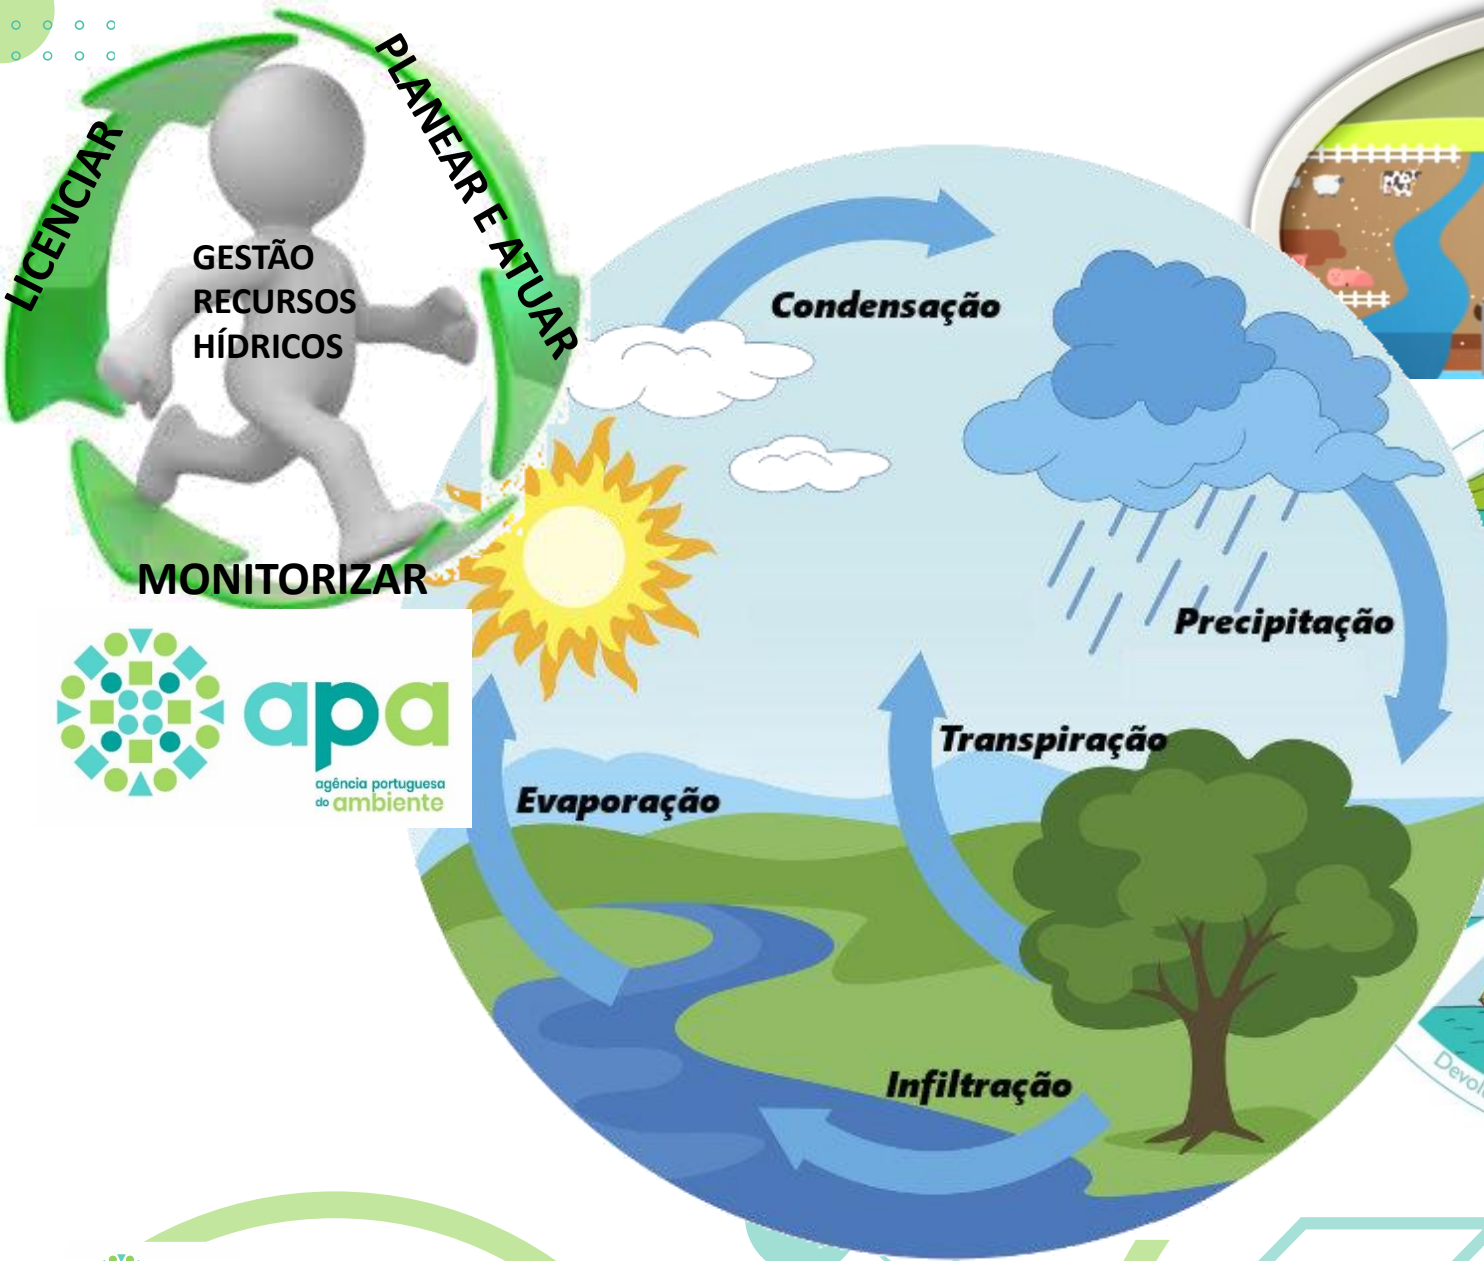 LICENCIAR
PLANEAR E ATUAR
GESTÃO
RECURSOS
HÍDRICOS
MONITORIZAR
apa
agência portuguesa
do ambiente
Condensação
Precipitação
Transpiração
Evaporação
Infiltração